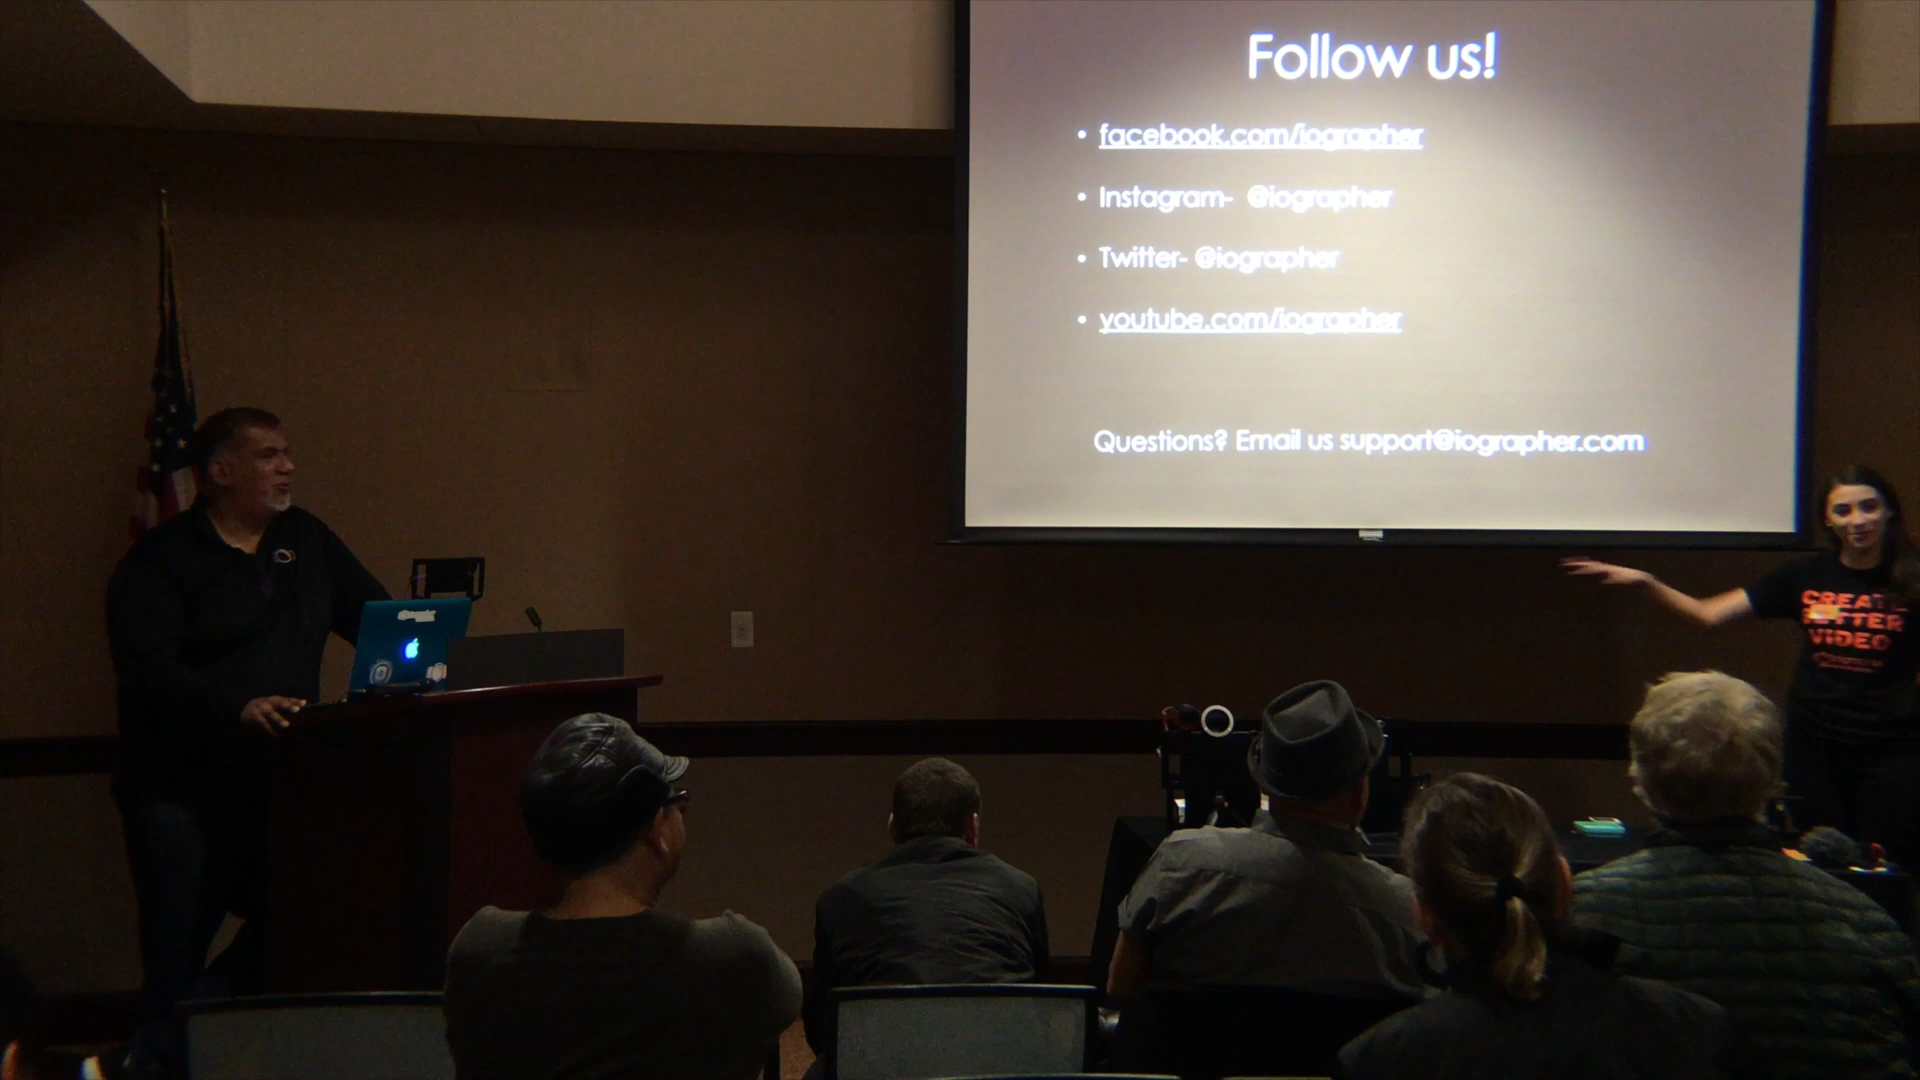 Follow us!
• facebook.com/iographer
• Instagram- @iographer
• Twitter- @iographer
• youtube.com/iographer
Questions? Email us support@iographer.com
CREATE
BETTER
VIDEO